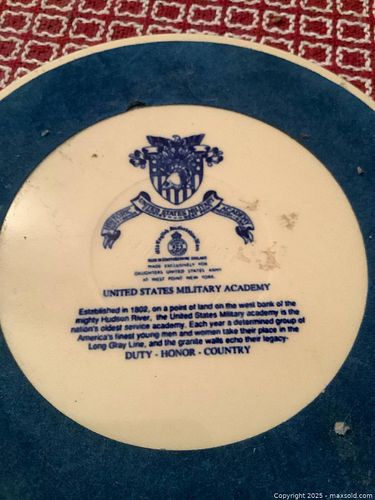 UNITED STATES MILITARY ACADEMY
MADE IN STAFFORDSHIRE ENGLAND
MADE EXCLUSIVELY FOR
DAUGHTERS UNITED STATES ARMY
AT WEST POINT NEW YORK
UNITED STATES MILITARY ACADEMY
Established in 1802, on a point of land on the west bank of the
mighty Hudson River, the United States Military academy is the
nation's oldest service academy. Each year a determined group of
America's finest young men and women take their place in the
Long Gray Line, and the granite walls echo their legacy-
DUTY - HONOR - COUNTRY
Copyright 2025 - maxsold.com